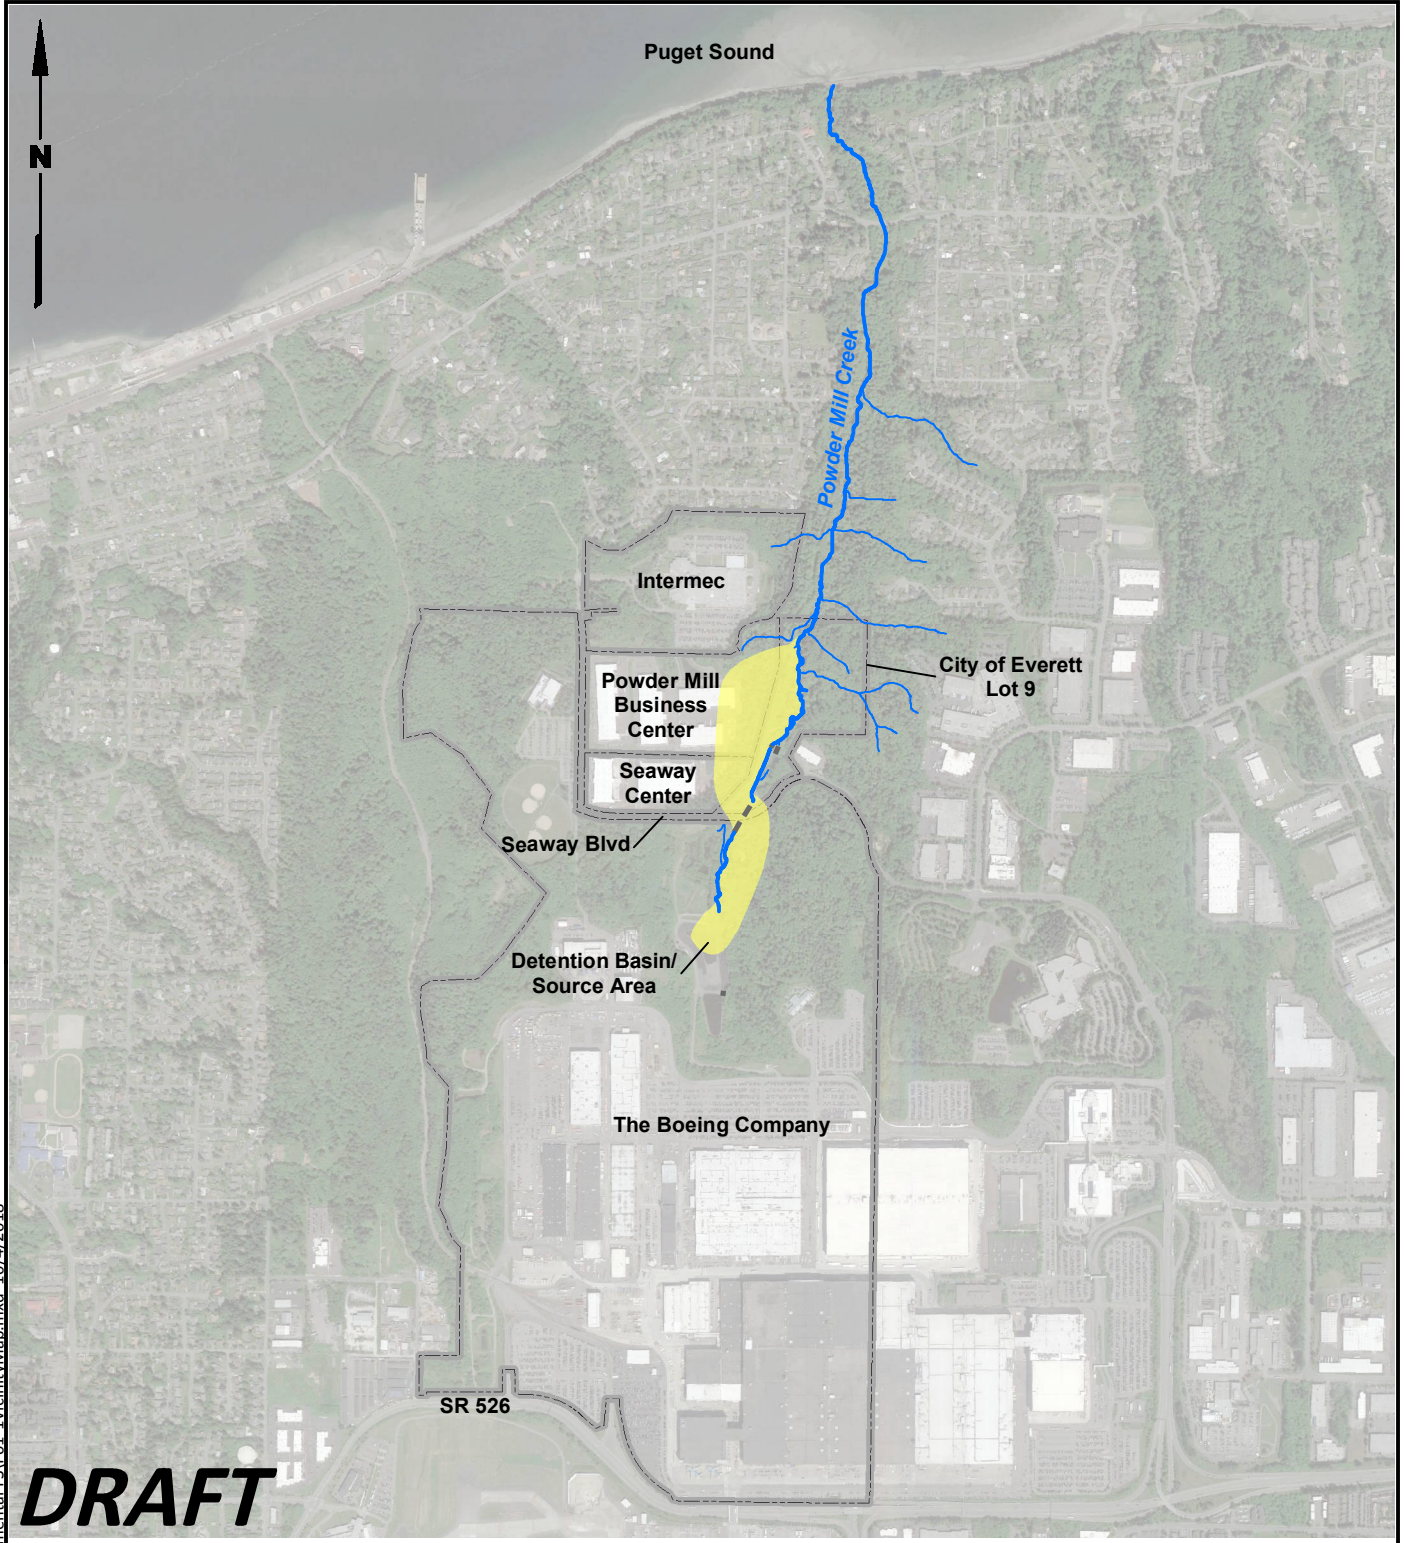 Puget Sound
N
Powder Mill Creek
Intermec
City of Everett
Lot 9
Powder Mill
Business
Center
Seaway
Center
Seaway Blvd
Detention Basin/
Source Area
The Boeing Company
SR 526
DRAFT